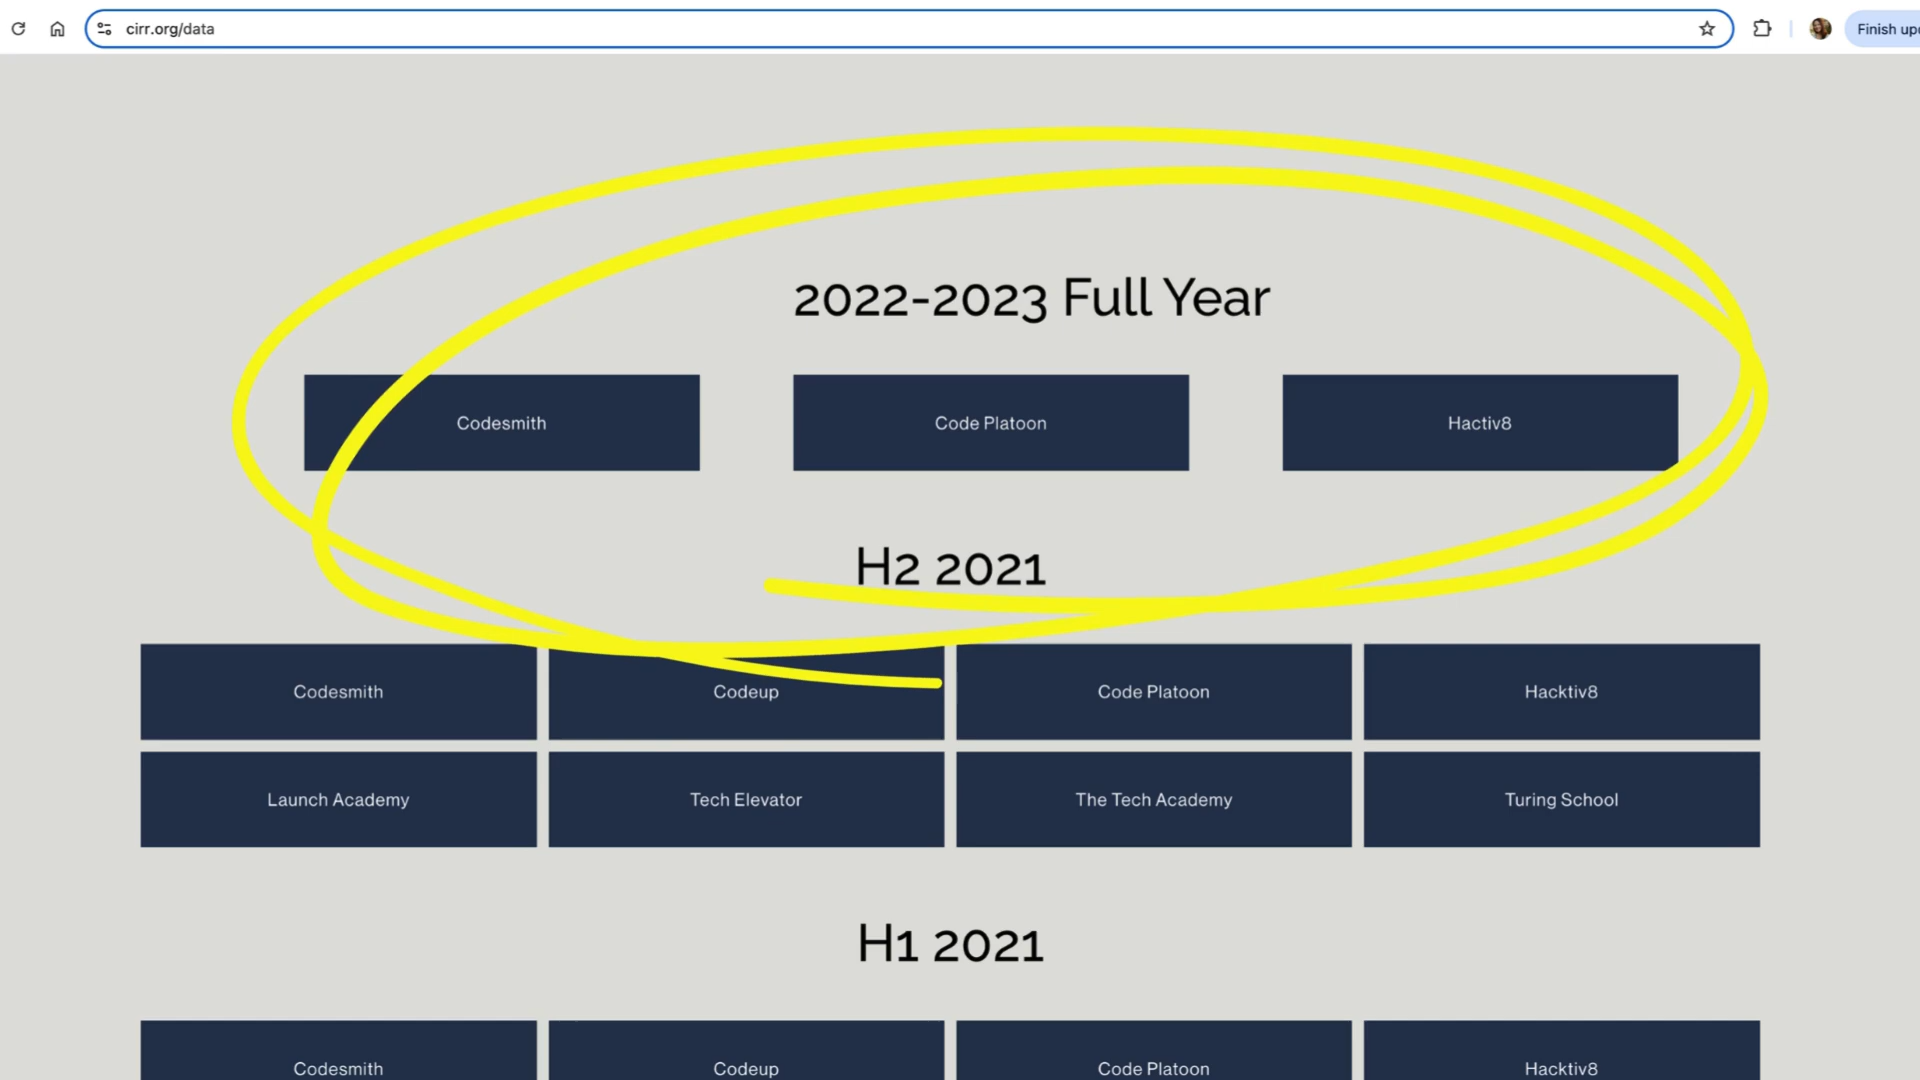 cirr.org/data
Finish upd
2022-2023 Full Year
Codesmith Code Platoon Hactiv8
H2 2021
Codesmith Codeup Code Platoon Hacktiv8
Launch Academy Tech Elevator The Tech Academy Turing School
H1 2021
Codesmith Codeup Code Platoon Hacktiv8